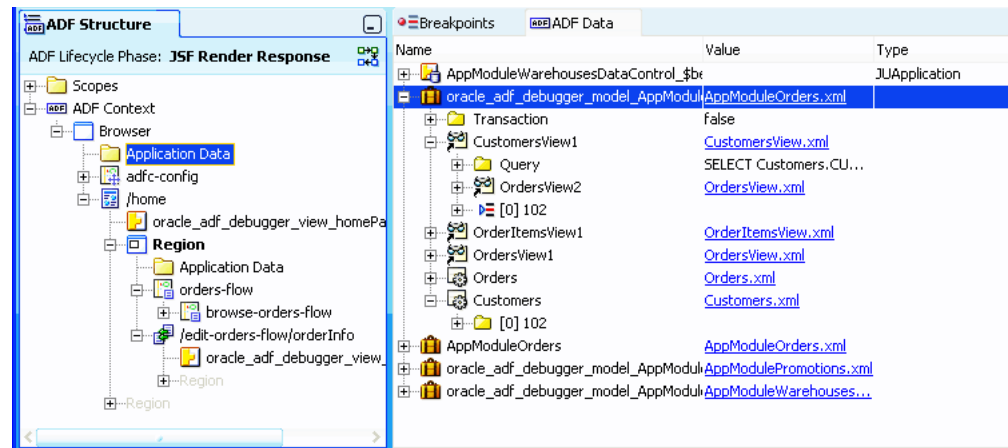 ADF Structure
ADF Lifecycle Phase: JSF Render Response
Scopes
ADF Context
Browser
Application Data
adfc-config
/home
oracle_adf_debugger_view_homePa
Region
Application Data
orders-flow
browse-orders-flow
/edit-orders-flow/orderInfo
oracle_adf_debugger_view_
Region
Region
Breakpoints ADF Data
Name Value Type
AppModuleWarehousesDataControl_$be JUApplication
oracle_adf_debugger_model_AppModul AppModuleOrders.xml
Transaction false
CustomersView1 CustomersView.xml
Query SELECT Customers.CU...
OrdersView2 OrdersView.xml
[0] 102
OrderItemsView1 OrderItemsView.xml
OrdersView1 OrdersView.xml
Orders Orders.xml
Customers Customers.xml
[0] 102
AppModuleOrders AppModuleOrders.xml
oracle_adf_debugger_model_AppModul AppModulePromotions.xml
oracle_adf_debugger_model_AppModul AppModuleWarehouses...